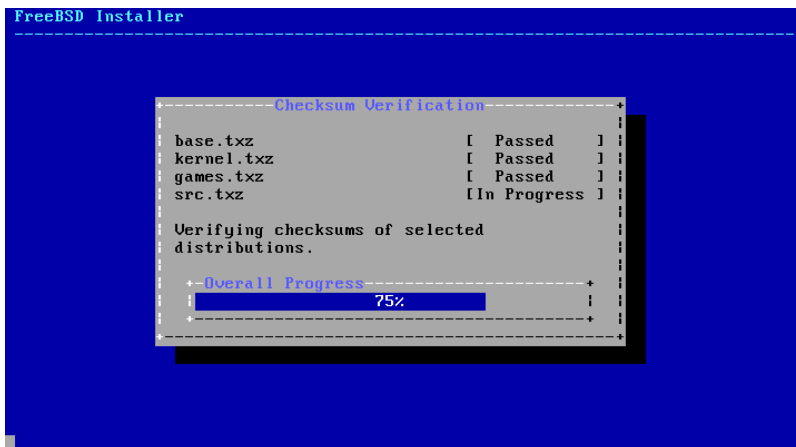 FreeBSD Installer
Checksum Verification
base.txz [ Passed ]
kernel.txz [ Passed ]
games.txz [ Passed ]
src.txz [In Progress ]
Verifying checksums of selected
distributions.
Overall Progress
75%